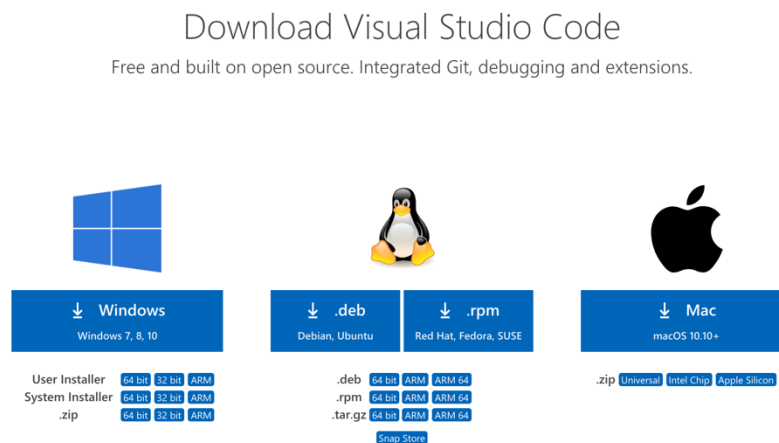 Download Visual Studio Code
Free and built on open source. Integrated Git, debugging and extensions.
Windows
Windows 7, 8, 10
User Installer 64 bit 32 bit ARM
System Installer 64 bit 32 bit ARM
.zip 64 bit 32 bit ARM
.deb
Debian, Ubuntu
.rpm
Red Hat, Fedora, SUSE
.deb 64 bit ARM ARM 64
.rpm 64 bit ARM ARM 64
.tar.gz 64 bit ARM ARM 64
Snap Store
Mac
macOS 10.10+
.zip Universal Intel Chip Apple Silicon